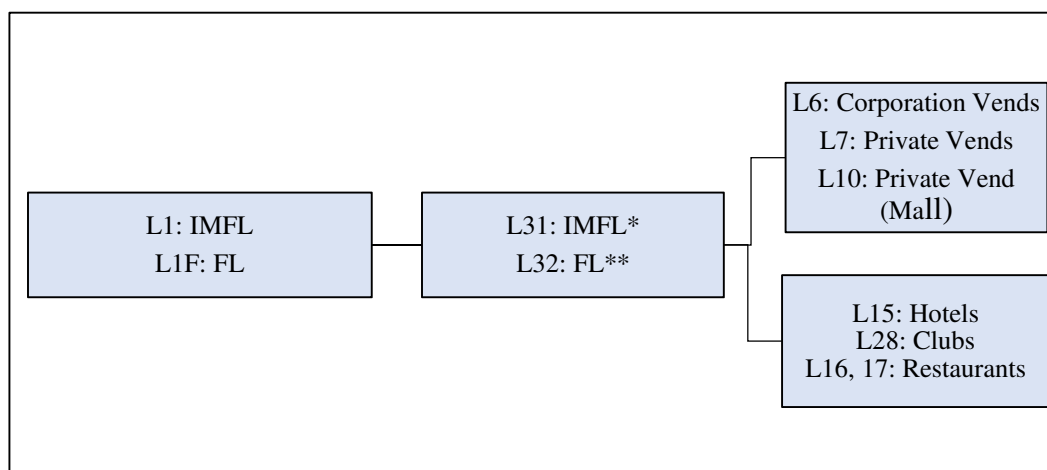 L1: IMFL
L1F: FL
L31: IMFL*
L32: FL**
L6: Corporation Vends
L7: Private Vends
L10: Private Vend
(Mall)
L15: Hotels
L28: Clubs
L16, 17: Restaurants